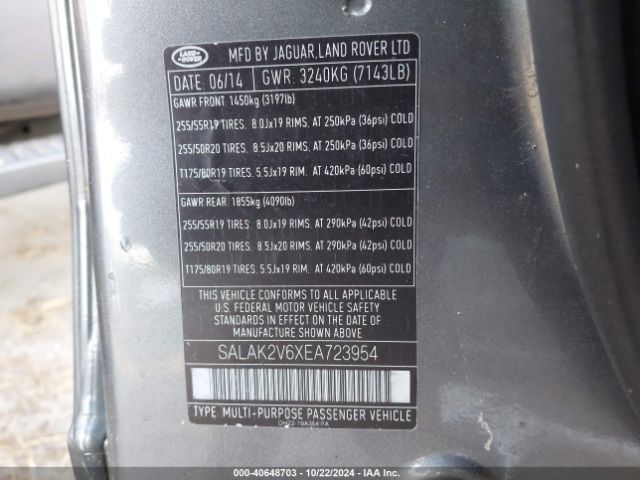 LAND ROVER
MFD BY JAGUAR,LAND ROVER LTD
DATE: 06/14 GWR: 3240KG (7143LB)
GAWR FRONT: 1450kg (3197lb)
255/55R19 TIRES. 8.0Jx19 RIMS. AT 250kPa (36psi) COLD
255/50R20 TIRES. 8.5Jx20 RIMS. AT 250kPa (36psi) COLD
T175/80R19 TIRES. 5.5Jx19 RIM. AT 420kPa (60psi) COLD
GAWR REAR: 1855kg (4090lb)
255/55R19 TIRES. 8.0Jx19 RIMS. AT 290kPa (42psi) COLD
255/50R20 TIRES. 8.5Jx20 RIMS. AT 290kPa (42psi) COLD
T175/80R19 TIRES. 5.5Jx19 RIM. AT 420kPa (60psi) COLD
THIS VEHICLE CONFORMS TO ALL APPLICABLE
U.S. FEDERAL MOTOR VEHICLE SAFETY
STANDARDS IN EFFECT ON THE DATE OF
MANUFACTURE SHOWN ABOVE
SALAK2V6XEA723954
TYPE: MULTI-PURPOSE PASSENGER VEHICLE
000-40648703 - 10/22/2024 - IAA Inc.